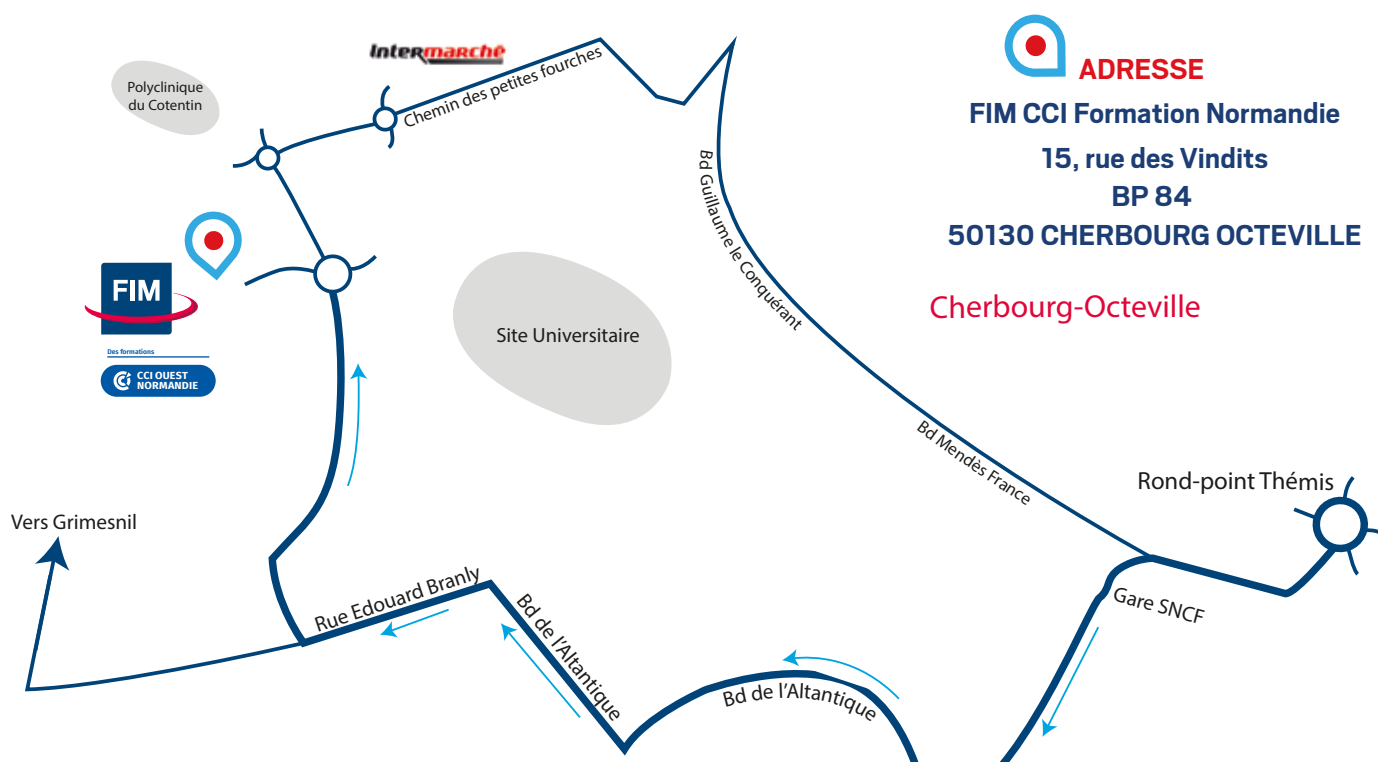 Intermarché
Chemin des petites fourches
Polyclinique
du Cotentin
ADRESSE
FIM CCI Formation Normandie
15, rue des Vindits
BP 84
50130 CHERBOURG OCTEVILLE
Cherbourg-Octeville
Bd Guillaume le Conquérant
FIM
Des formations
CCI OUEST
NORMANDIE
Site Universitaire
Bd Mendès France
Rond-point Thémis
Vers Grimesnil
Rue Edouard Branly
Bd de l'Altantique
Gare SNCF
Bd de l'Altantique